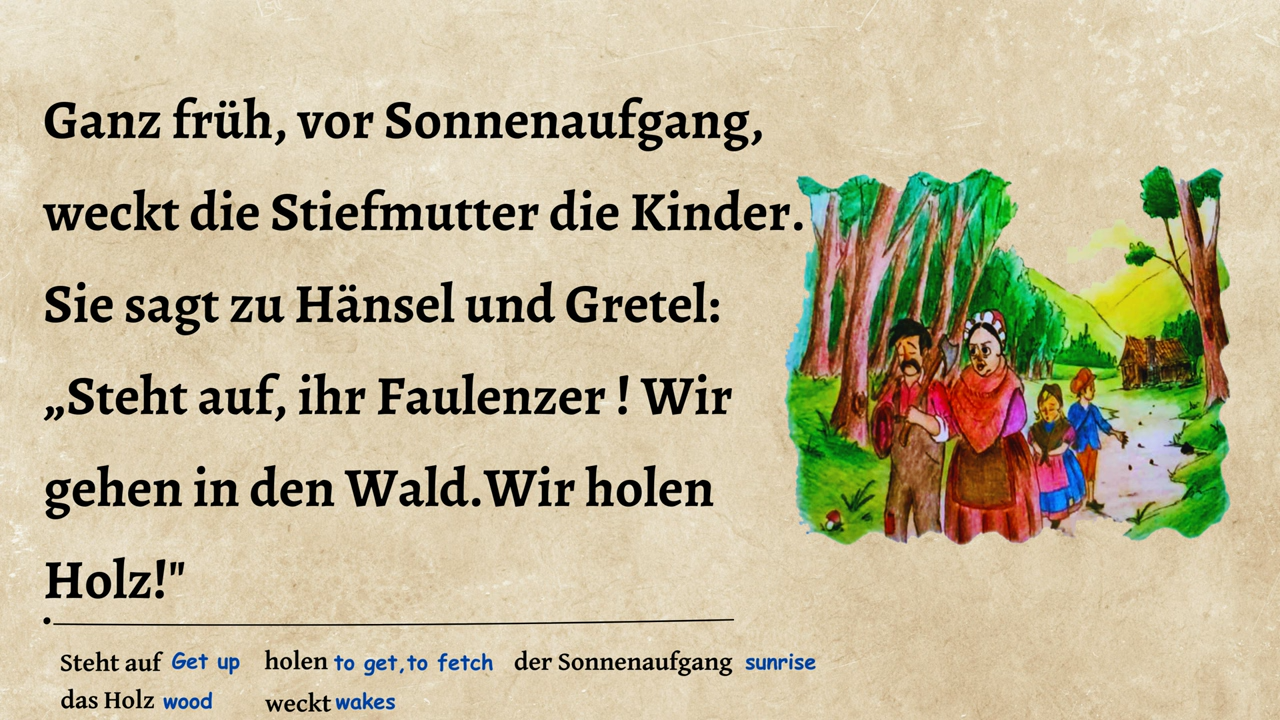 Ganz früh, vor Sonnenaufgang,
weckt die Stiefmutter die Kinder.
Sie sagt zu Hänsel und Gretel:
„Steht auf, ihr Faulenzer ! Wir
gehen in den Wald.Wir holen
Holz!"
Steht auf Get up holen to get,to fetch der Sonnenaufgang sunrise
das Holz wood weckt wakes